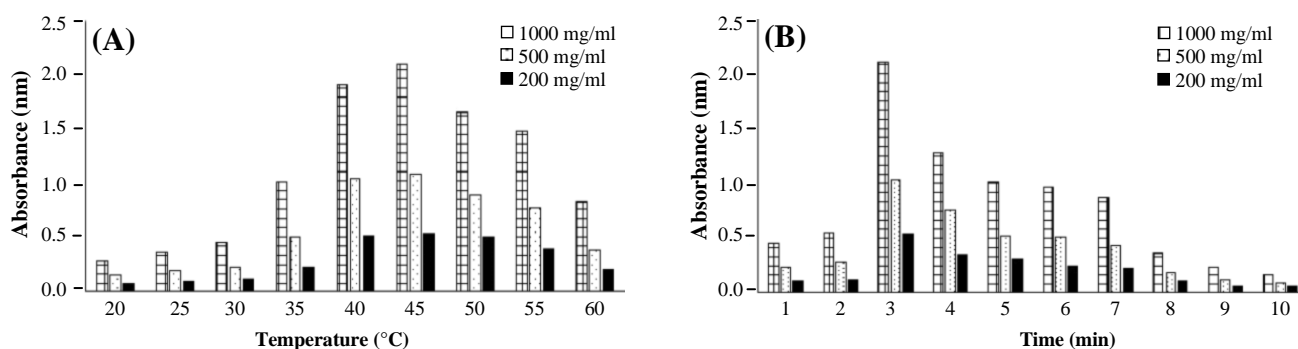 (A)
1000 mg/ml
500 mg/ml
200 mg/ml
Absorbance (nm)
2.5
2.0
1.5
1.0
0.5
0.0
20 25 30 35 40 45 50 55 60
Temperature (°C)
(B)
1000 mg/ml
500 mg/ml
200 mg/ml
Absorbance (nm)
2.5
2.0
1.5
1.0
0.5
0.0
1 2 3 4 5 6 7 8 9 10
Time (min)